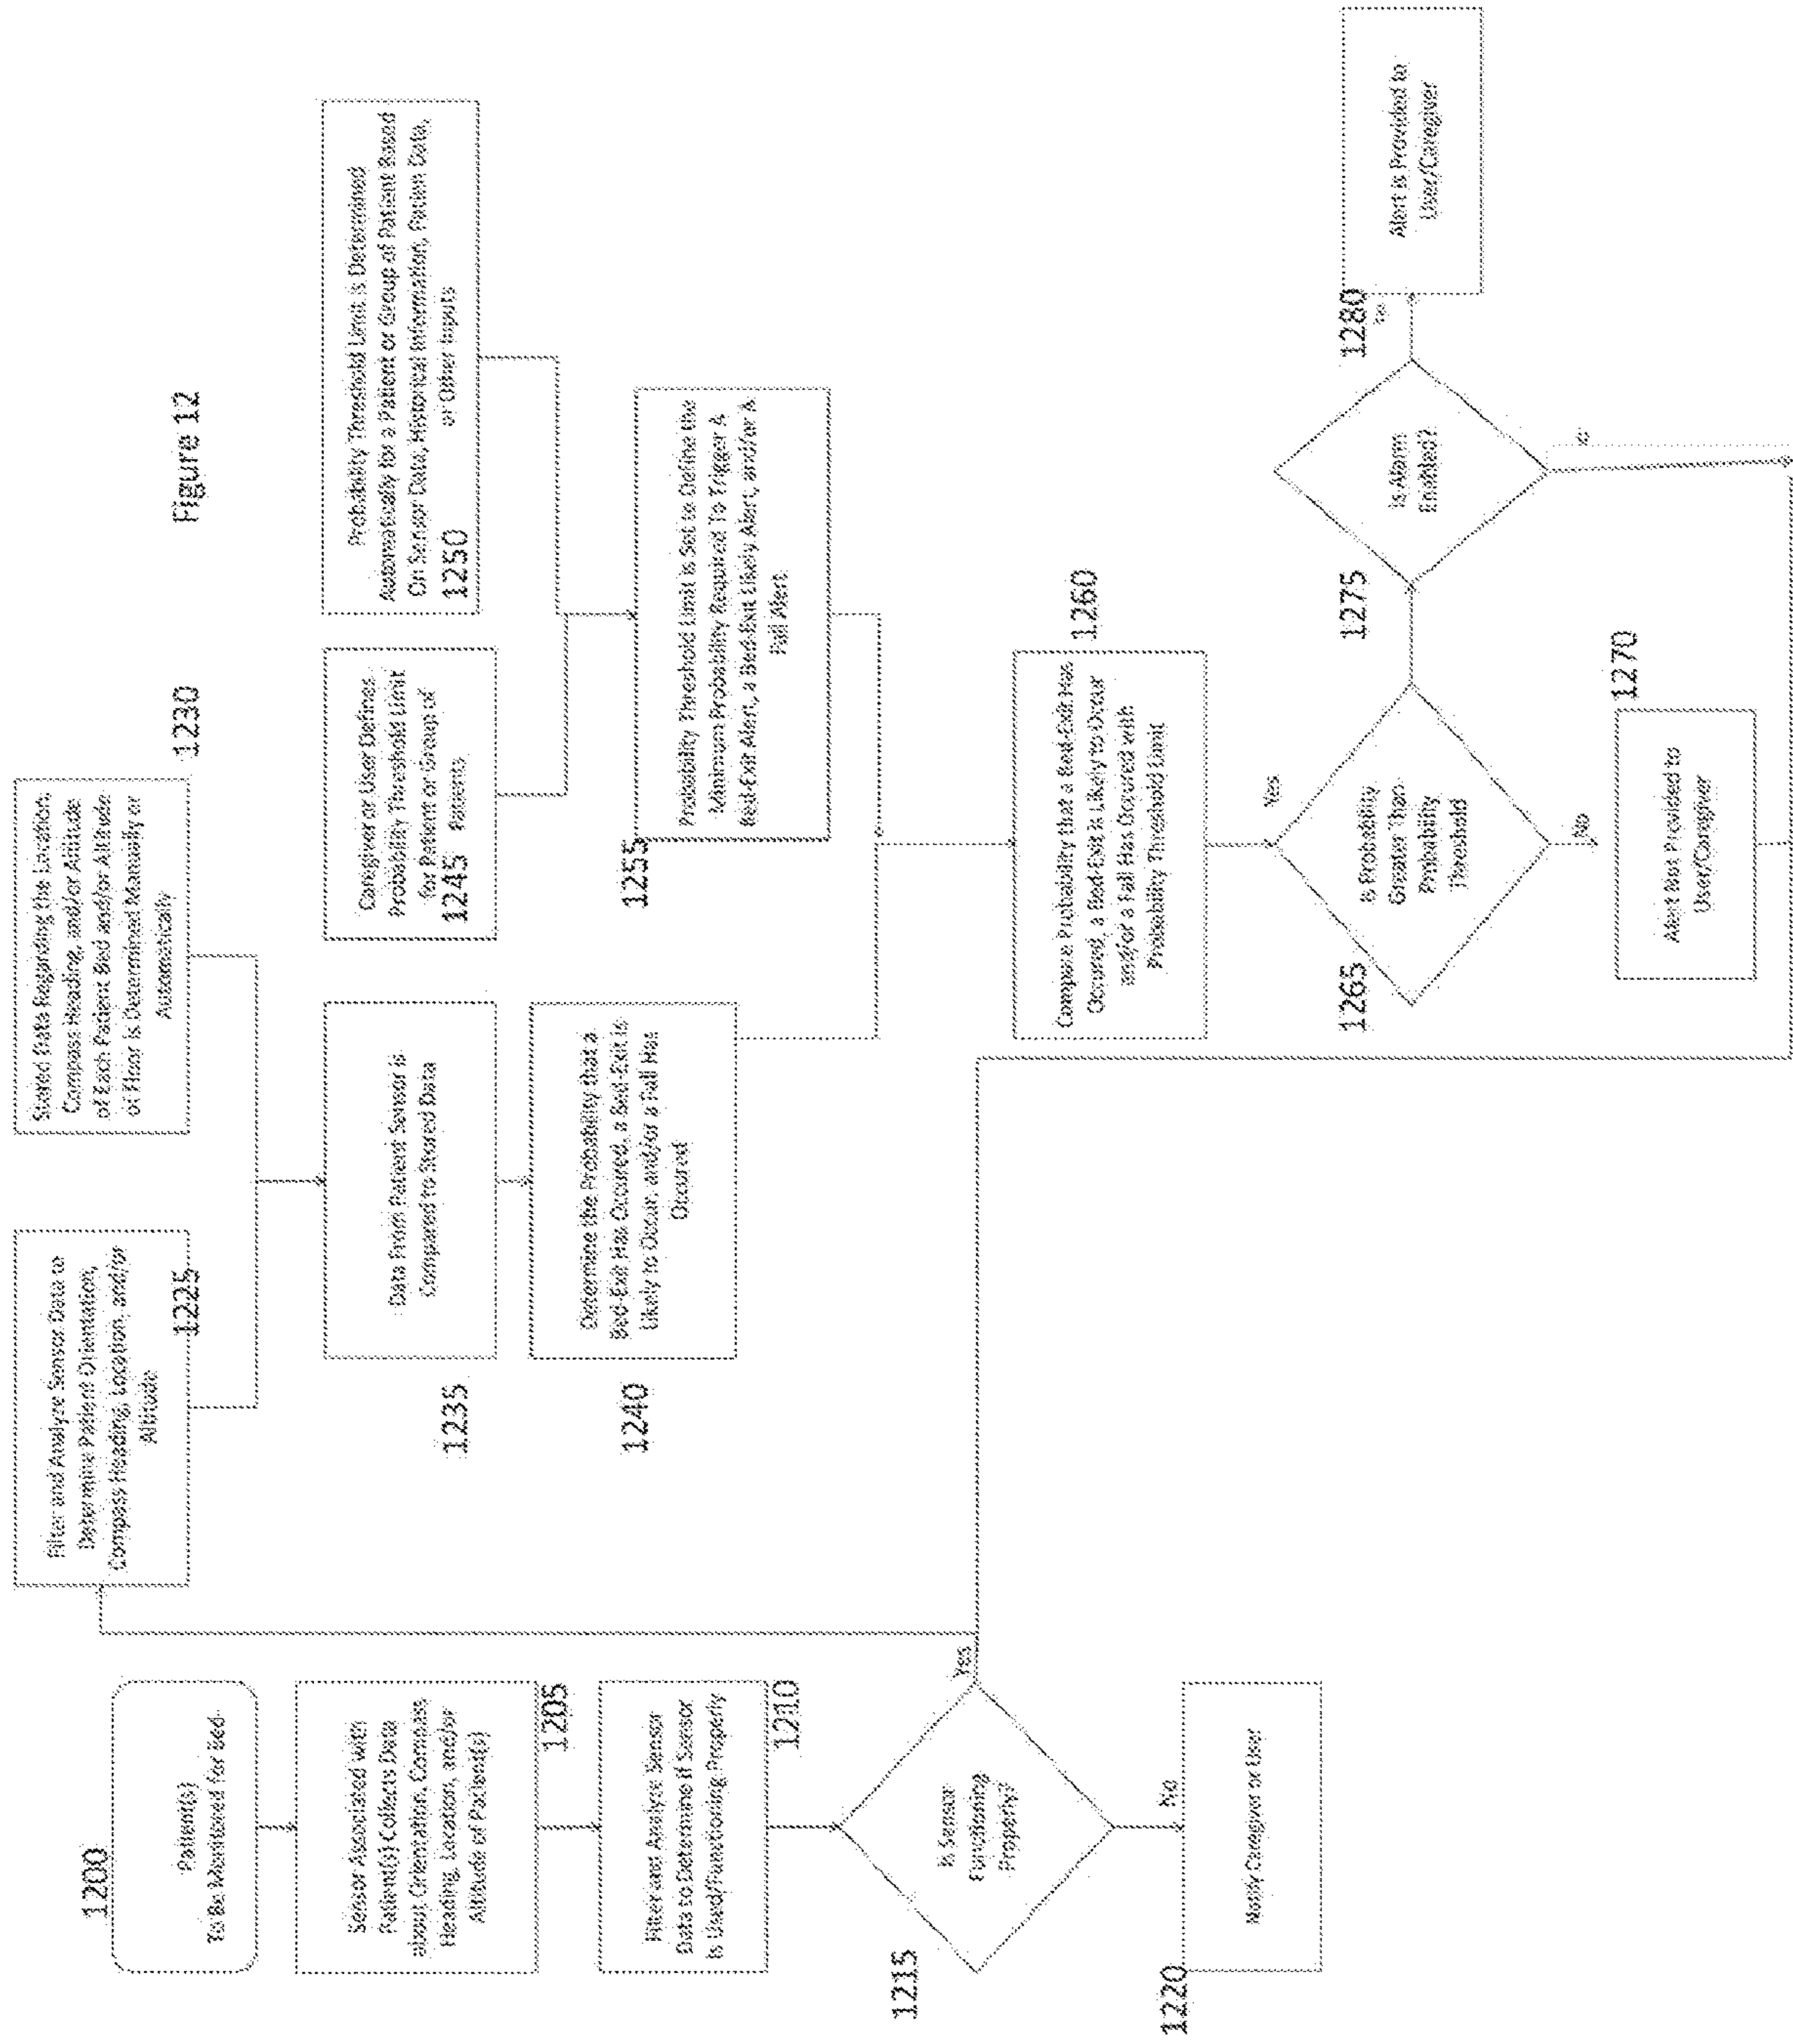 Figure 12
1200
Patient(s)
To Be Monitored for Bed-
Sensor Associated with
Patient(s) Collects Data
about Orientation, Compass
Heading, Location, and/or
Altitude of Patient(s)
1205
Filter and Analyze Sensor
Data to Determine if Sensor
is Used/Functioning Properly
1210
Is Sensor
Functioning
Properly?
1215
Yes
No
Notify Caregiver or User
1220
Filter and Analyze Sensor Data to
Determine Patient Orientation,
Compass Heading, Location, and/or
Altitude
1225
Stored Data Regarding the Location,
Compass Heading, and/or Altitude
of Each Patient Bed and/or Altitude
of Floor is Determined Manually or
Automatically
1230
Data From Patient Sensor is
Compared to Stored Data
1235
Determine the Probability that a
Bed-Exit Has Occured, a Bed-Exit is
Likely to Occur, and/or a Fall Has
Occured
1240
Caregiver or User Defines
Probability Threshold Limit
for Patient or Group of
1245 Patients
Probability Threshold Limit is Determined
Automatically for a Patient or Group of Patient Based
On Sensor Data, Historical Information, Patient Data,
or Other Inputs
1250
1255
Probability Threshold Limit is Set to Define the
Minimum Probability Required To Trigger A
Bed-Exit Alert, a Bed-Exit Likely Alert, and/or A
Fall Alert.
Compare Probability that a Bed-Exit Has
Occured, a Bed-Exit is Likely to Occur
and/or a Fall Has Occured with
Probability Threshold Limit
1260
1265
Is Probability
Greater Than
Probability
Threshold
Yes
No
Alert Not Provided to
User/Caregiver
1270
1275
Is Alarm
Enabled?
1280
Alert is Provided to
User/Caregiver